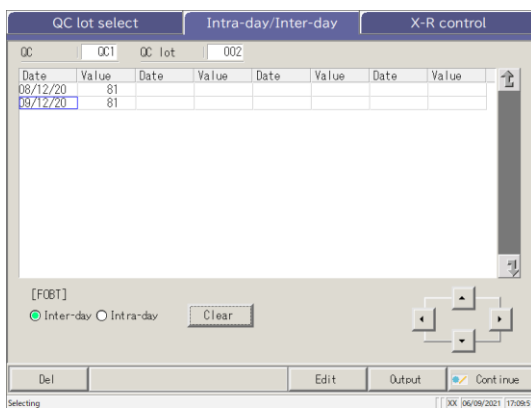 QC lot select Intra-day/Inter-day X-R control
QC QC1 QC lot 002
Date Value Date Value Date Value Date Value
08/12/20 81
09/12/20 81
[FOBT]
Inter-day Intra-day Clear
Del Edit Output Continue
Selecting XX 06/09/2021